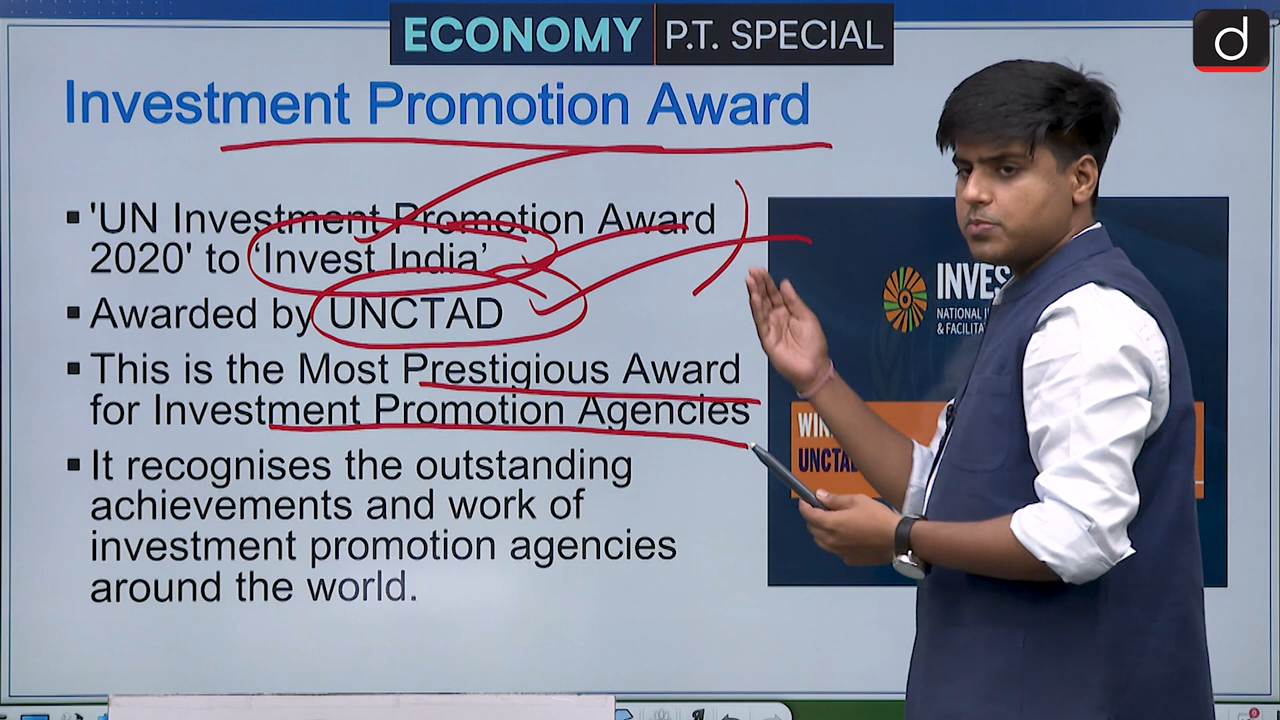 ECONOMY P.T. SPECIAL
d
Investment Promotion Award
▪ 'UN Investment Promotion Award
2020' to ‘Invest India’
▪ Awarded by UNCTAD
▪ This is the Most Prestigious Award
for Investment Promotion Agencies
▪ It recognises the outstanding
achievements and work of
investment promotion agencies
around the world.
INVES
NATIONAL I
& FACILITA
WIN
UNCTA